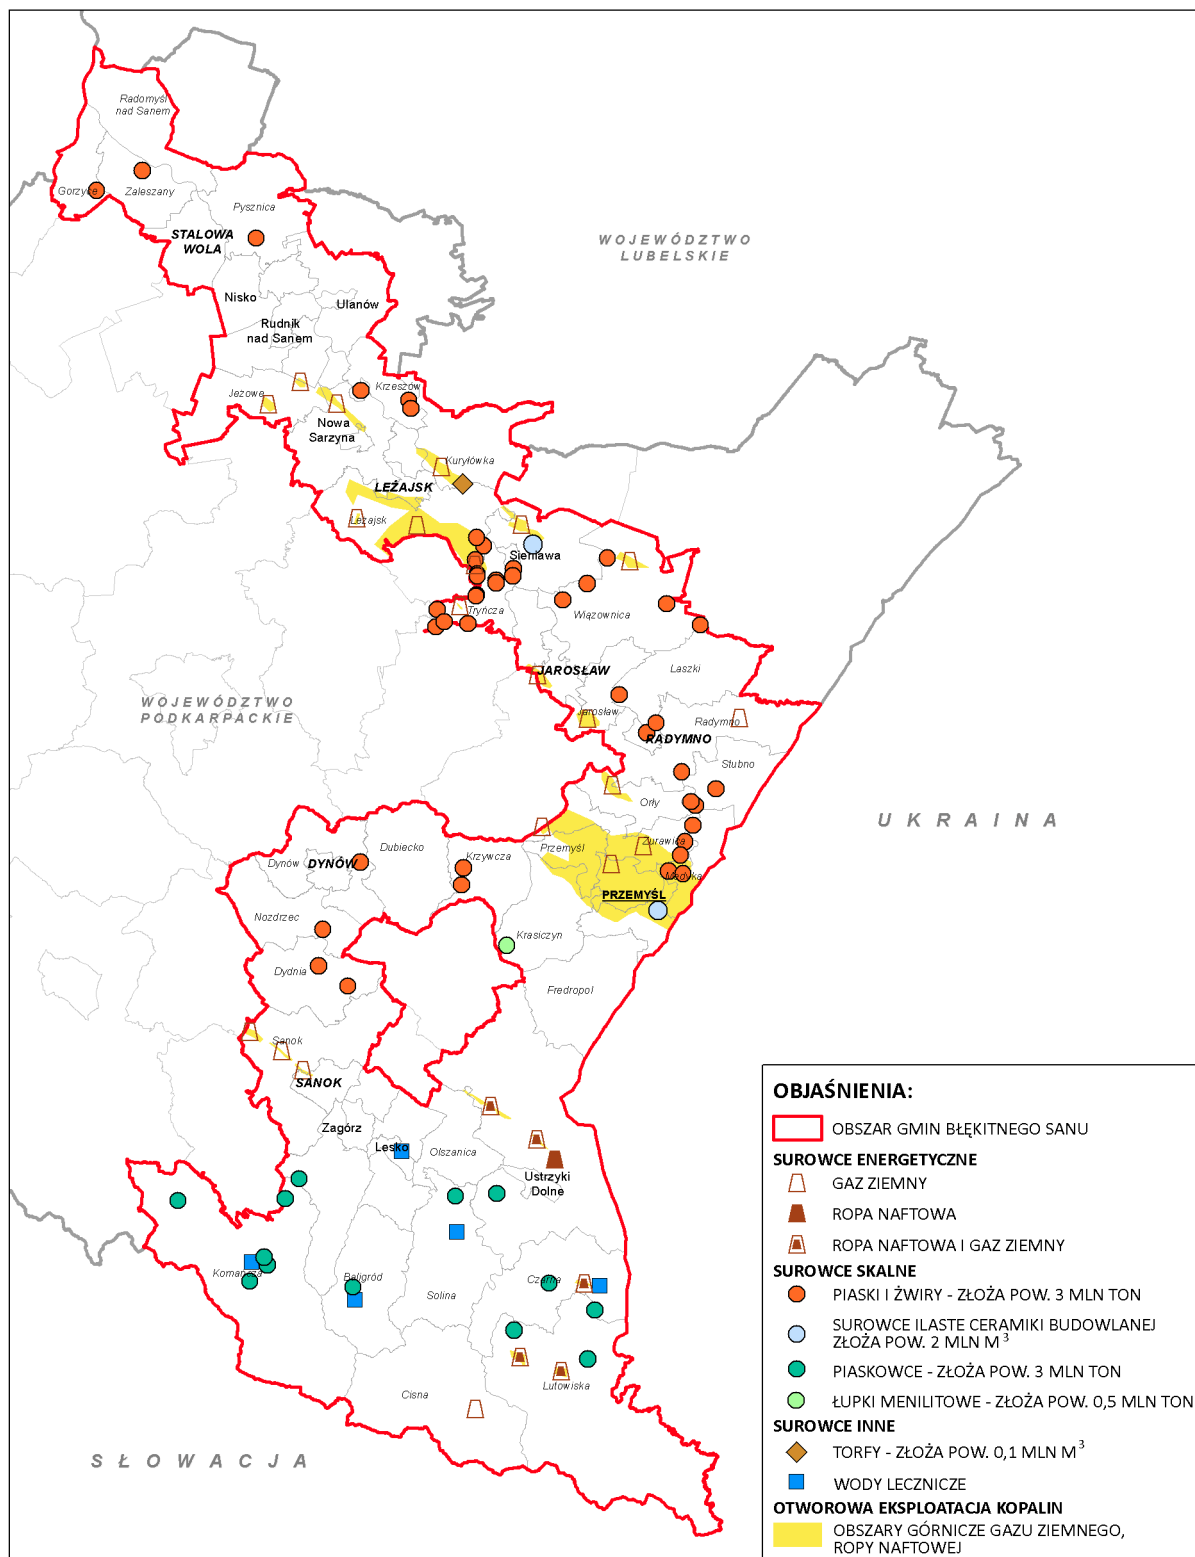 Radomyśl
nad Sanem
Gorzyce
Zaleszany
Pysznica
STALOWA
WOLA
WOJEWÓDZTWO
LUBELSKIE
Nisko
Ulanów
Rudnik
nad Sanem
Jeżowe
Krzeszów
Nowa
Sarzyna
Kuryłówka
LEŻAJSK
Leżajsk
Sieniawa
Tryńcza
Wiązownica
JAROSŁAW
Laszki
WOJEWÓDZTWO
PODKARPACKIE
Jarosław
Radymno
RADYMNO
Stubno
Orły
UKRAINA
Żurawica
Dubiecko
Przemyśl
Dynów
DYNÓW
Krzywcza
Medyka
PRZEMYŚL
Nozdrzec
Krasiczyn
Dydnia
Fredropol
Sanok
SANOK
Zagórz
Lesko
Olszanica
Ustrzyki
Dolne
Komańcza
Baligród
Solina
Czarna
Cisna
Lutowiska
SŁOWACJA
OBJAŚNIENIA:
OBSZAR GMIN BŁĘKITNEGO SANU
SUROWCE ENERGETYCZNE
GAZ ZIEMNY
ROPA NAFTOWA
ROPA NAFTOWA I GAZ ZIEMNY
SUROWCE SKALNE
PIASKI I ŻWIRY - ZŁOŻA POW. 3 MLN TON
SUROWCE ILASTE CERAMIKI BUDOWLANEJ
ZŁOŻA POW. 2 MLN M³
PIASKOWCE - ZŁOŻA POW. 3 MLN TON
ŁUPKI MENILITOWE - ZŁOŻA POW. 0,5 MLN TON
SUROWCE INNE
TORFY - ZŁOŻA POW. 0,1 MLN M³
WODY LECZNICZE
OTWOROWA EKSPLOATACJA KOPALIN
OBSZARY GÓRNICZE GAZU ZIEMNEGO,
ROPY NAFTOWEJ